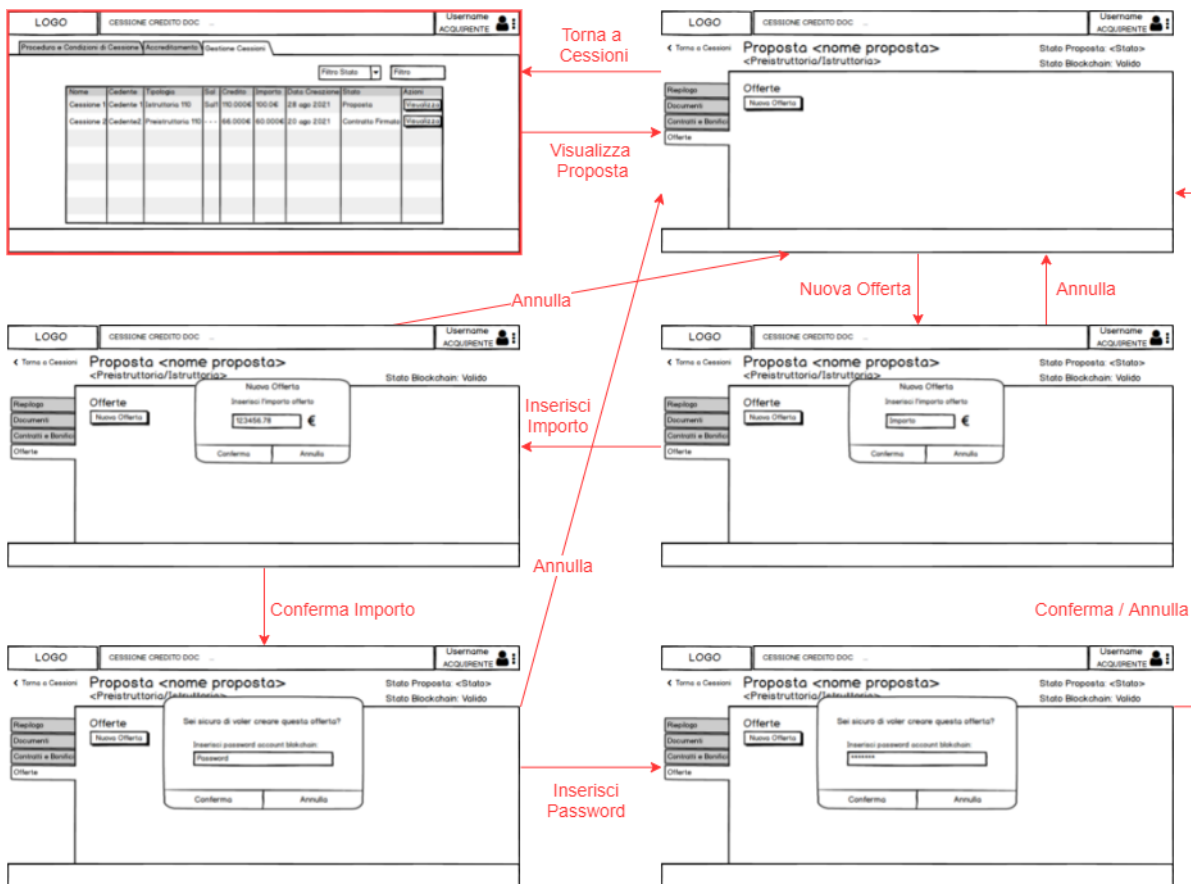 LOGO
CESSIONE CREDITO DOC ...
Username
ACQUIRENTE
Procedura e Condizioni di Cessione
Accreditamento
Gestione Cessioni
Filtro Stato
Filtro
Nome Cedente Tipologia Sal Credito Importo Data Creazione Stato Azioni
Cessione 1 Cedente 1 Istruttoria 110 Sal1 110.000€ 100.0€ 28 ago 2021 Proposta Visualizza
Cessione 2 Cedente2 Preistruttoria 110 --- 66.000€ 60.000€ 20 ago 2021 Contratto Firmato Visualizza
Torna a
Cessioni
Visualizza
Proposta
LOGO
CESSIONE CREDITO DOC ...
Username
ACQUIRENTE
< Torna a Cessioni
Proposta <nome proposta>
<Preistruttoria/Istruttoria>
Stato Proposta: <Stato>
Stato Blockchain: Valido
Riepilogo
Documenti
Contratti e Bonifici
Offerte
Offerte
Nuova Offerta
Annulla
Nuova Offerta
Annulla
LOGO
CESSIONE CREDITO DOC ...
Username
ACQUIRENTE
< Torna a Cessioni
Proposta <nome proposta>
<Preistruttoria/Istruttoria>
Stato Blockchain: Valido
Riepilogo
Documenti
Contratti e Bonifici
Offerte
Offerte
Nuova Offerta
Nuova Offerta
Inserisci l'importo offerto
123456.78 €
Conferma
Annulla
Inserisci
Importo
LOGO
CESSIONE CREDITO DOC ...
Username
ACQUIRENTE
< Torna a Cessioni
Proposta <nome proposta>
<Preistruttoria/Istruttoria>
Stato Proposta: <Stato>
Stato Blockchain: Valido
Riepilogo
Documenti
Contratti e Bonifici
Offerte
Offerte
Nuova Offerta
Nuova Offerta
Inserisci l'importo offerto
Importo €
Conferma
Annulla
Annulla
Conferma Importo
Conferma / Annulla
LOGO
CESSIONE CREDITO DOC ...
Username
ACQUIRENTE
< Torna a Cessioni
Proposta <nome proposta>
<Preistruttoria/Istruttoria>
Stato Proposta: <Stato>
Stato Blockchain: Valido
Riepilogo
Documenti
Contratti e Bonifici
Offerte
Offerte
Nuova Offerta
Sei sicuro di voler creare questa offerta?
Inserisci password account blokchain:
Password
Conferma
Annulla
Inserisci
Password
LOGO
CESSIONE CREDITO DOC ...
Username
ACQUIRENTE
< Torna a Cessioni
Proposta <nome proposta>
<Preistruttoria/Istruttoria>
Stato Proposta: <Stato>
Stato Blockchain: Valido
Riepilogo
Documenti
Contratti e Bonifici
Offerte
Offerte
Nuova Offerta
Sei sicuro di voler creare questa offerta?
Inserisci password account blokchain:
*******
Conferma
Annulla